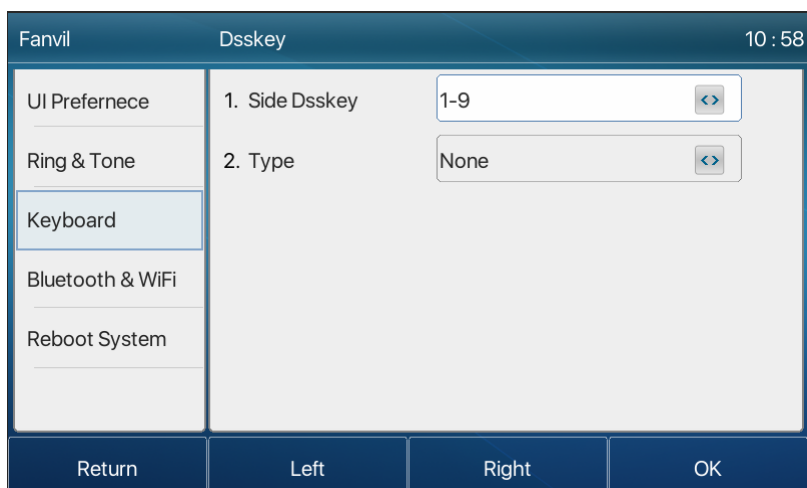 Fanvil Dsskey 10 : 58
UI Prefernece
Ring & Tone
Keyboard
Bluetooth & WiFi
Reboot System
1. Side Dsskey 1-9
2. Type None
Return Left Right OK